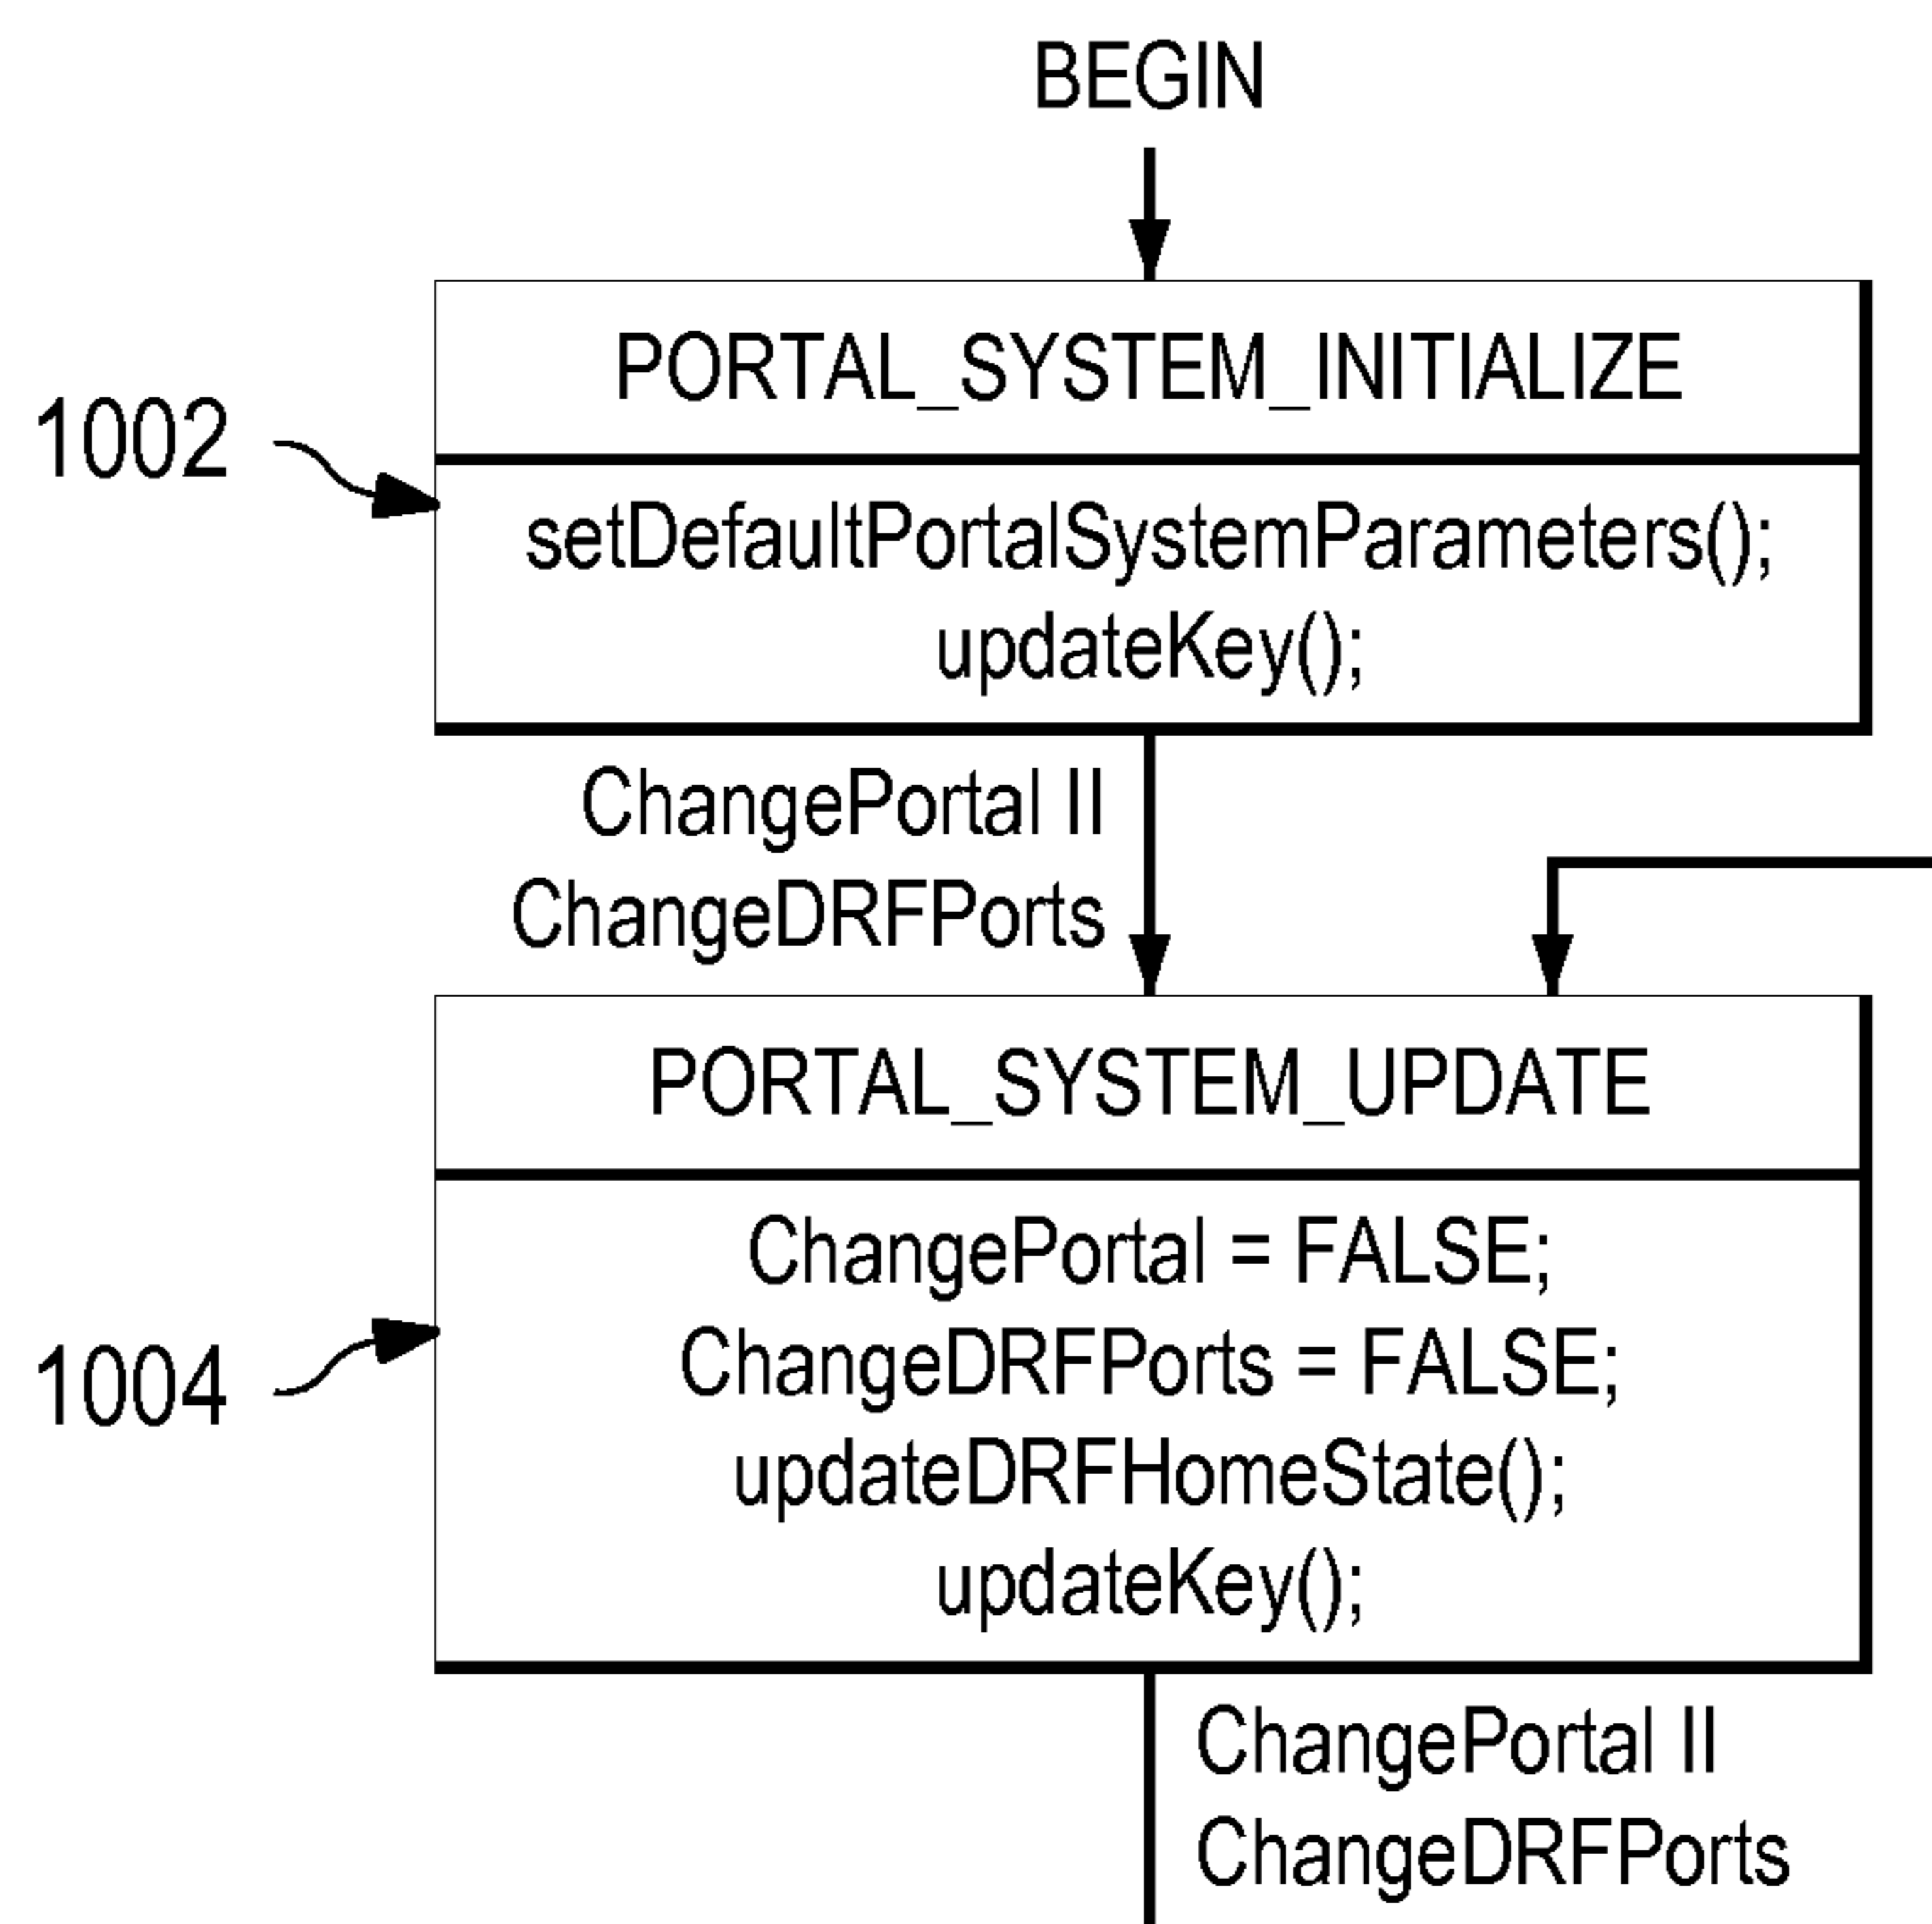 BEGIN
PORTAL_SYSTEM_INITIALIZE
1002
setDefaultPortalSystemParameters();
updateKey();
ChangePortal II
ChangeDRFPorts
PORTAL_SYSTEM_UPDATE
ChangePortal = FALSE;
1004
ChangeDRFPorts = FALSE;
updateDRFHomeState();
updateKey();
ChangePortal II
ChangeDRFPorts